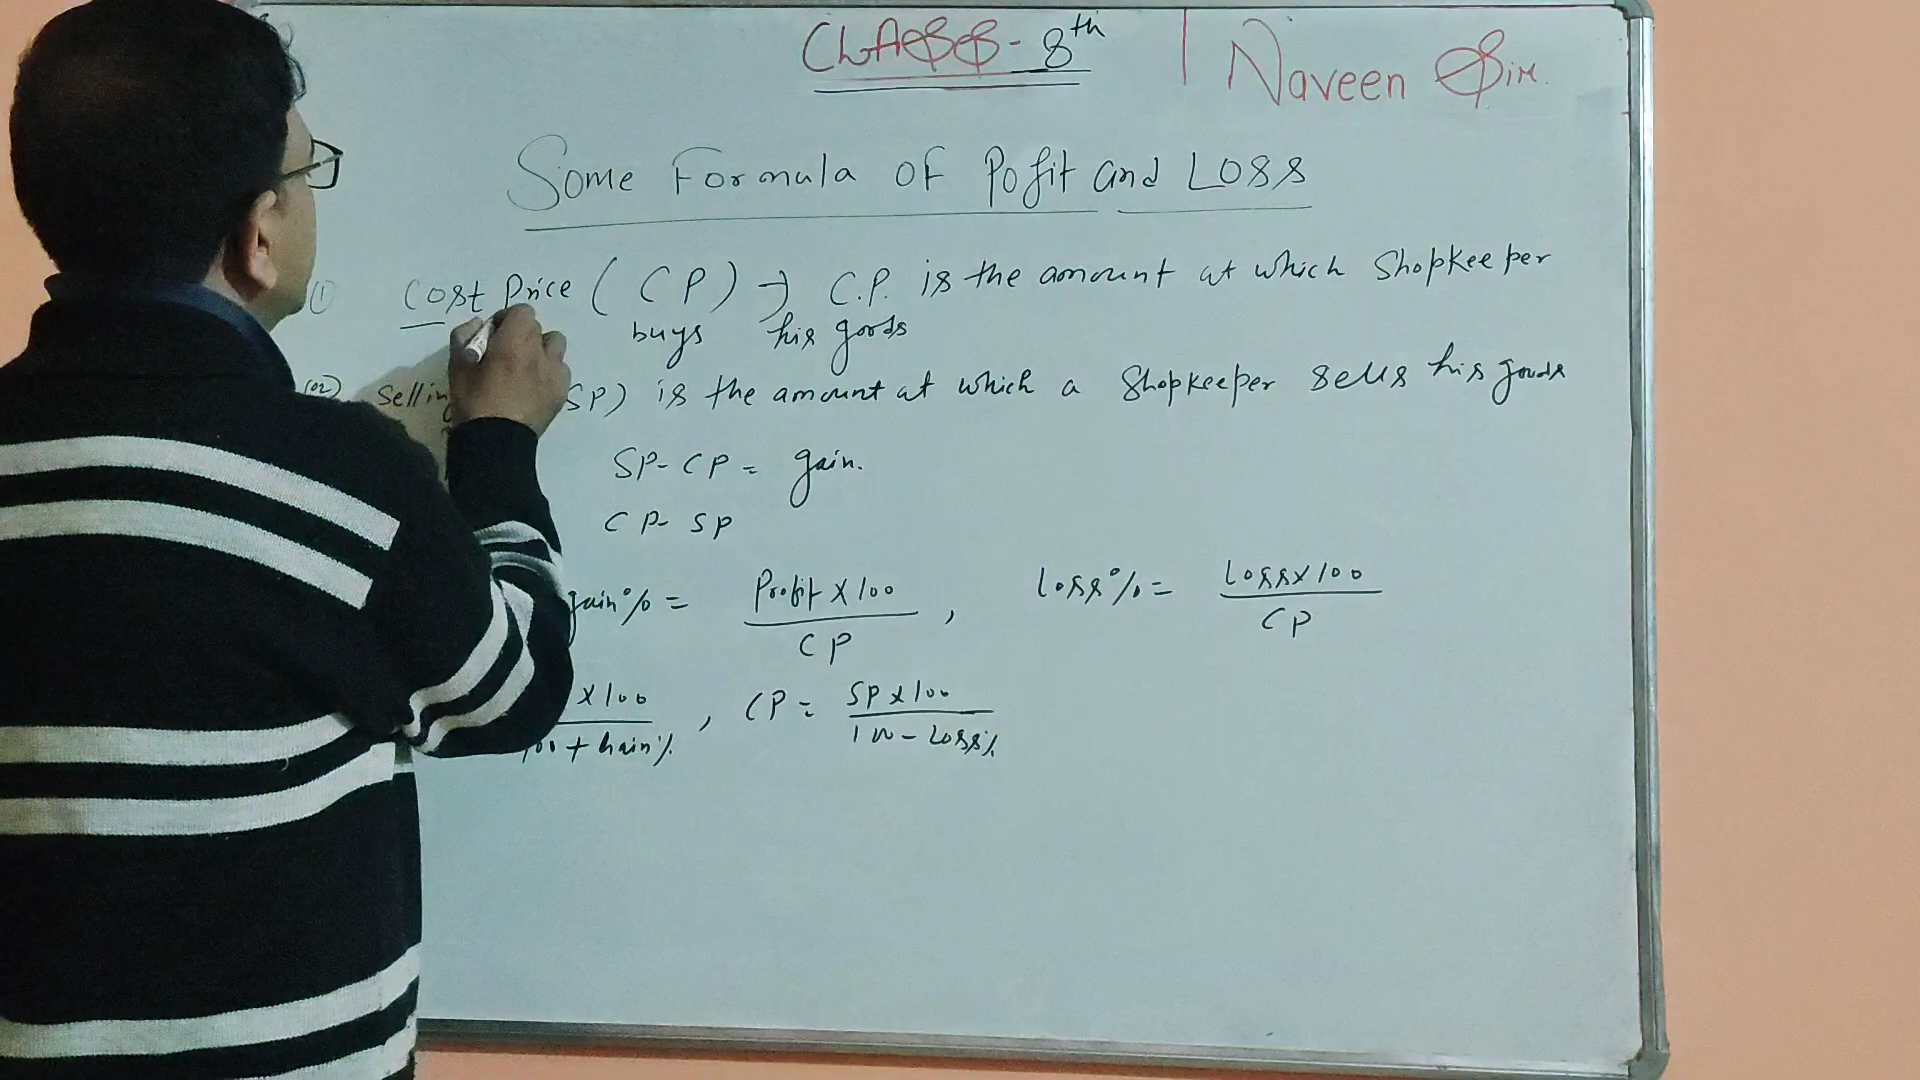 CLASS - 8th | Naveen Sir.
Some Formula OF Pofit and LOSS
① Cost Price ( C P ) → C.P. is the amount at which Shopkeeper
buys his goods
(02) Selling SP) is the amount at which a Shopkeeper sells his goods
SP - CP = gain.
CP - SP
gain% = Profit X 100 / CP , Loss% = Loss X 100 / CP
X 100 / 100 + Gain% , CP = SP X 100 / 100 - Loss%